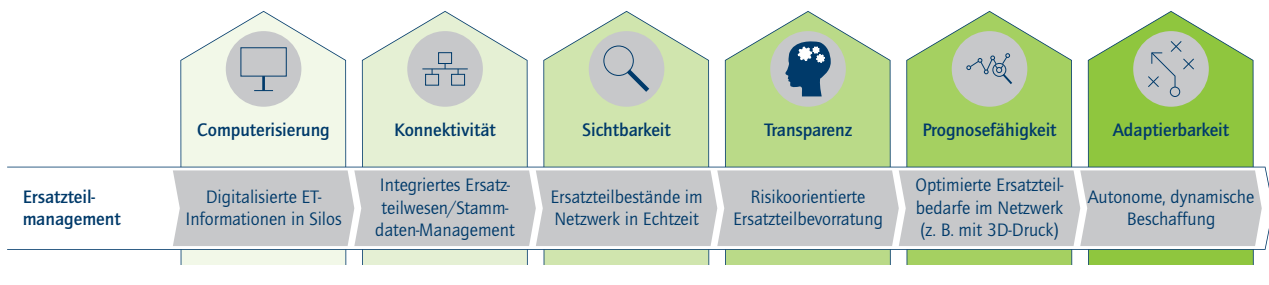 Computerisierung
Konnektivität
Sichtbarkeit
Transparenz
Prognosefähigkeit
Adaptierbarkeit
Ersatzteil-
management
Digitalisierte ET-
Informationen in Silos
Integriertes Ersatz-
teilwesen/Stamm-
daten-Management
Ersatzteilbestände im
Netzwerk in Echtzeit
Risikoorientierte
Ersatzteilbevorratung
Optimierte Ersatzteil-
bedarfe im Netzwerk
(z. B. mit 3D-Druck)
Autonome, dynamische
Beschaffung